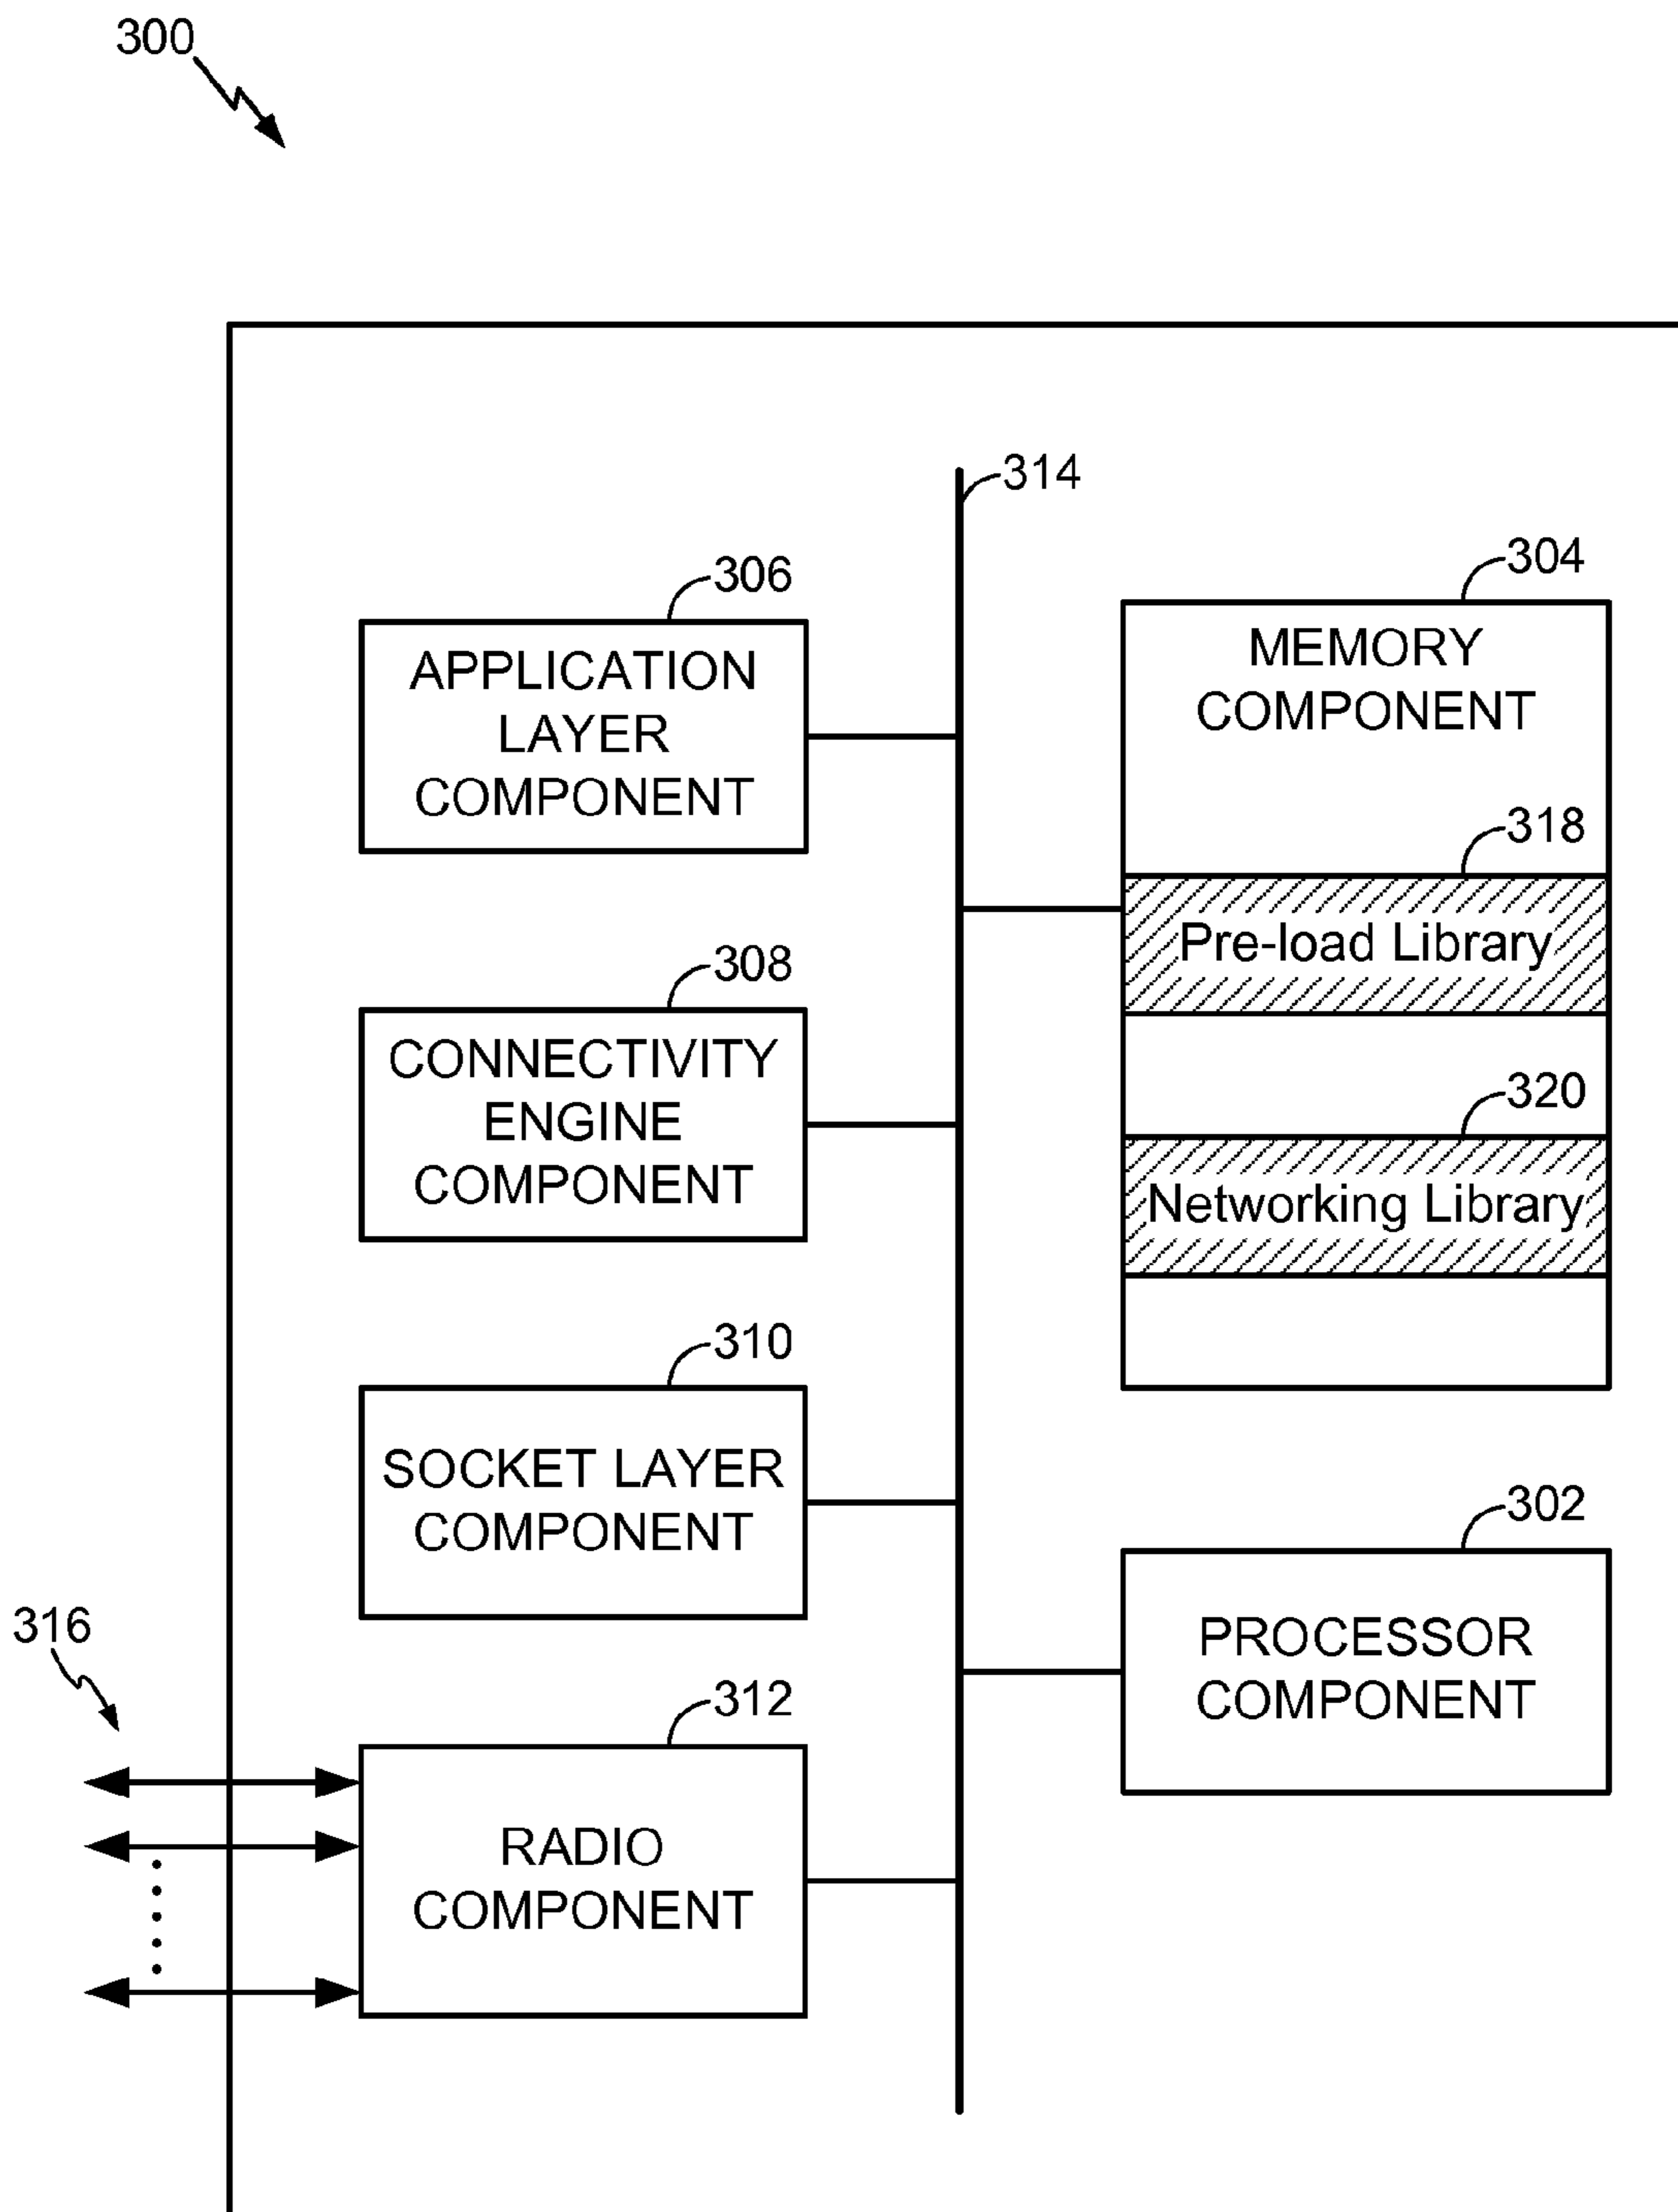 300
314
304
306
MEMORY
COMPONENT
APPLICATION
LAYER
COMPONENT
318
Pre-load Library
308
CONNECTIVITY
ENGINE
COMPONENT
320
Networking Library
310
SOCKET LAYER
COMPONENT
302
PROCESSOR
COMPONENT
316
312
RADIO
COMPONENT